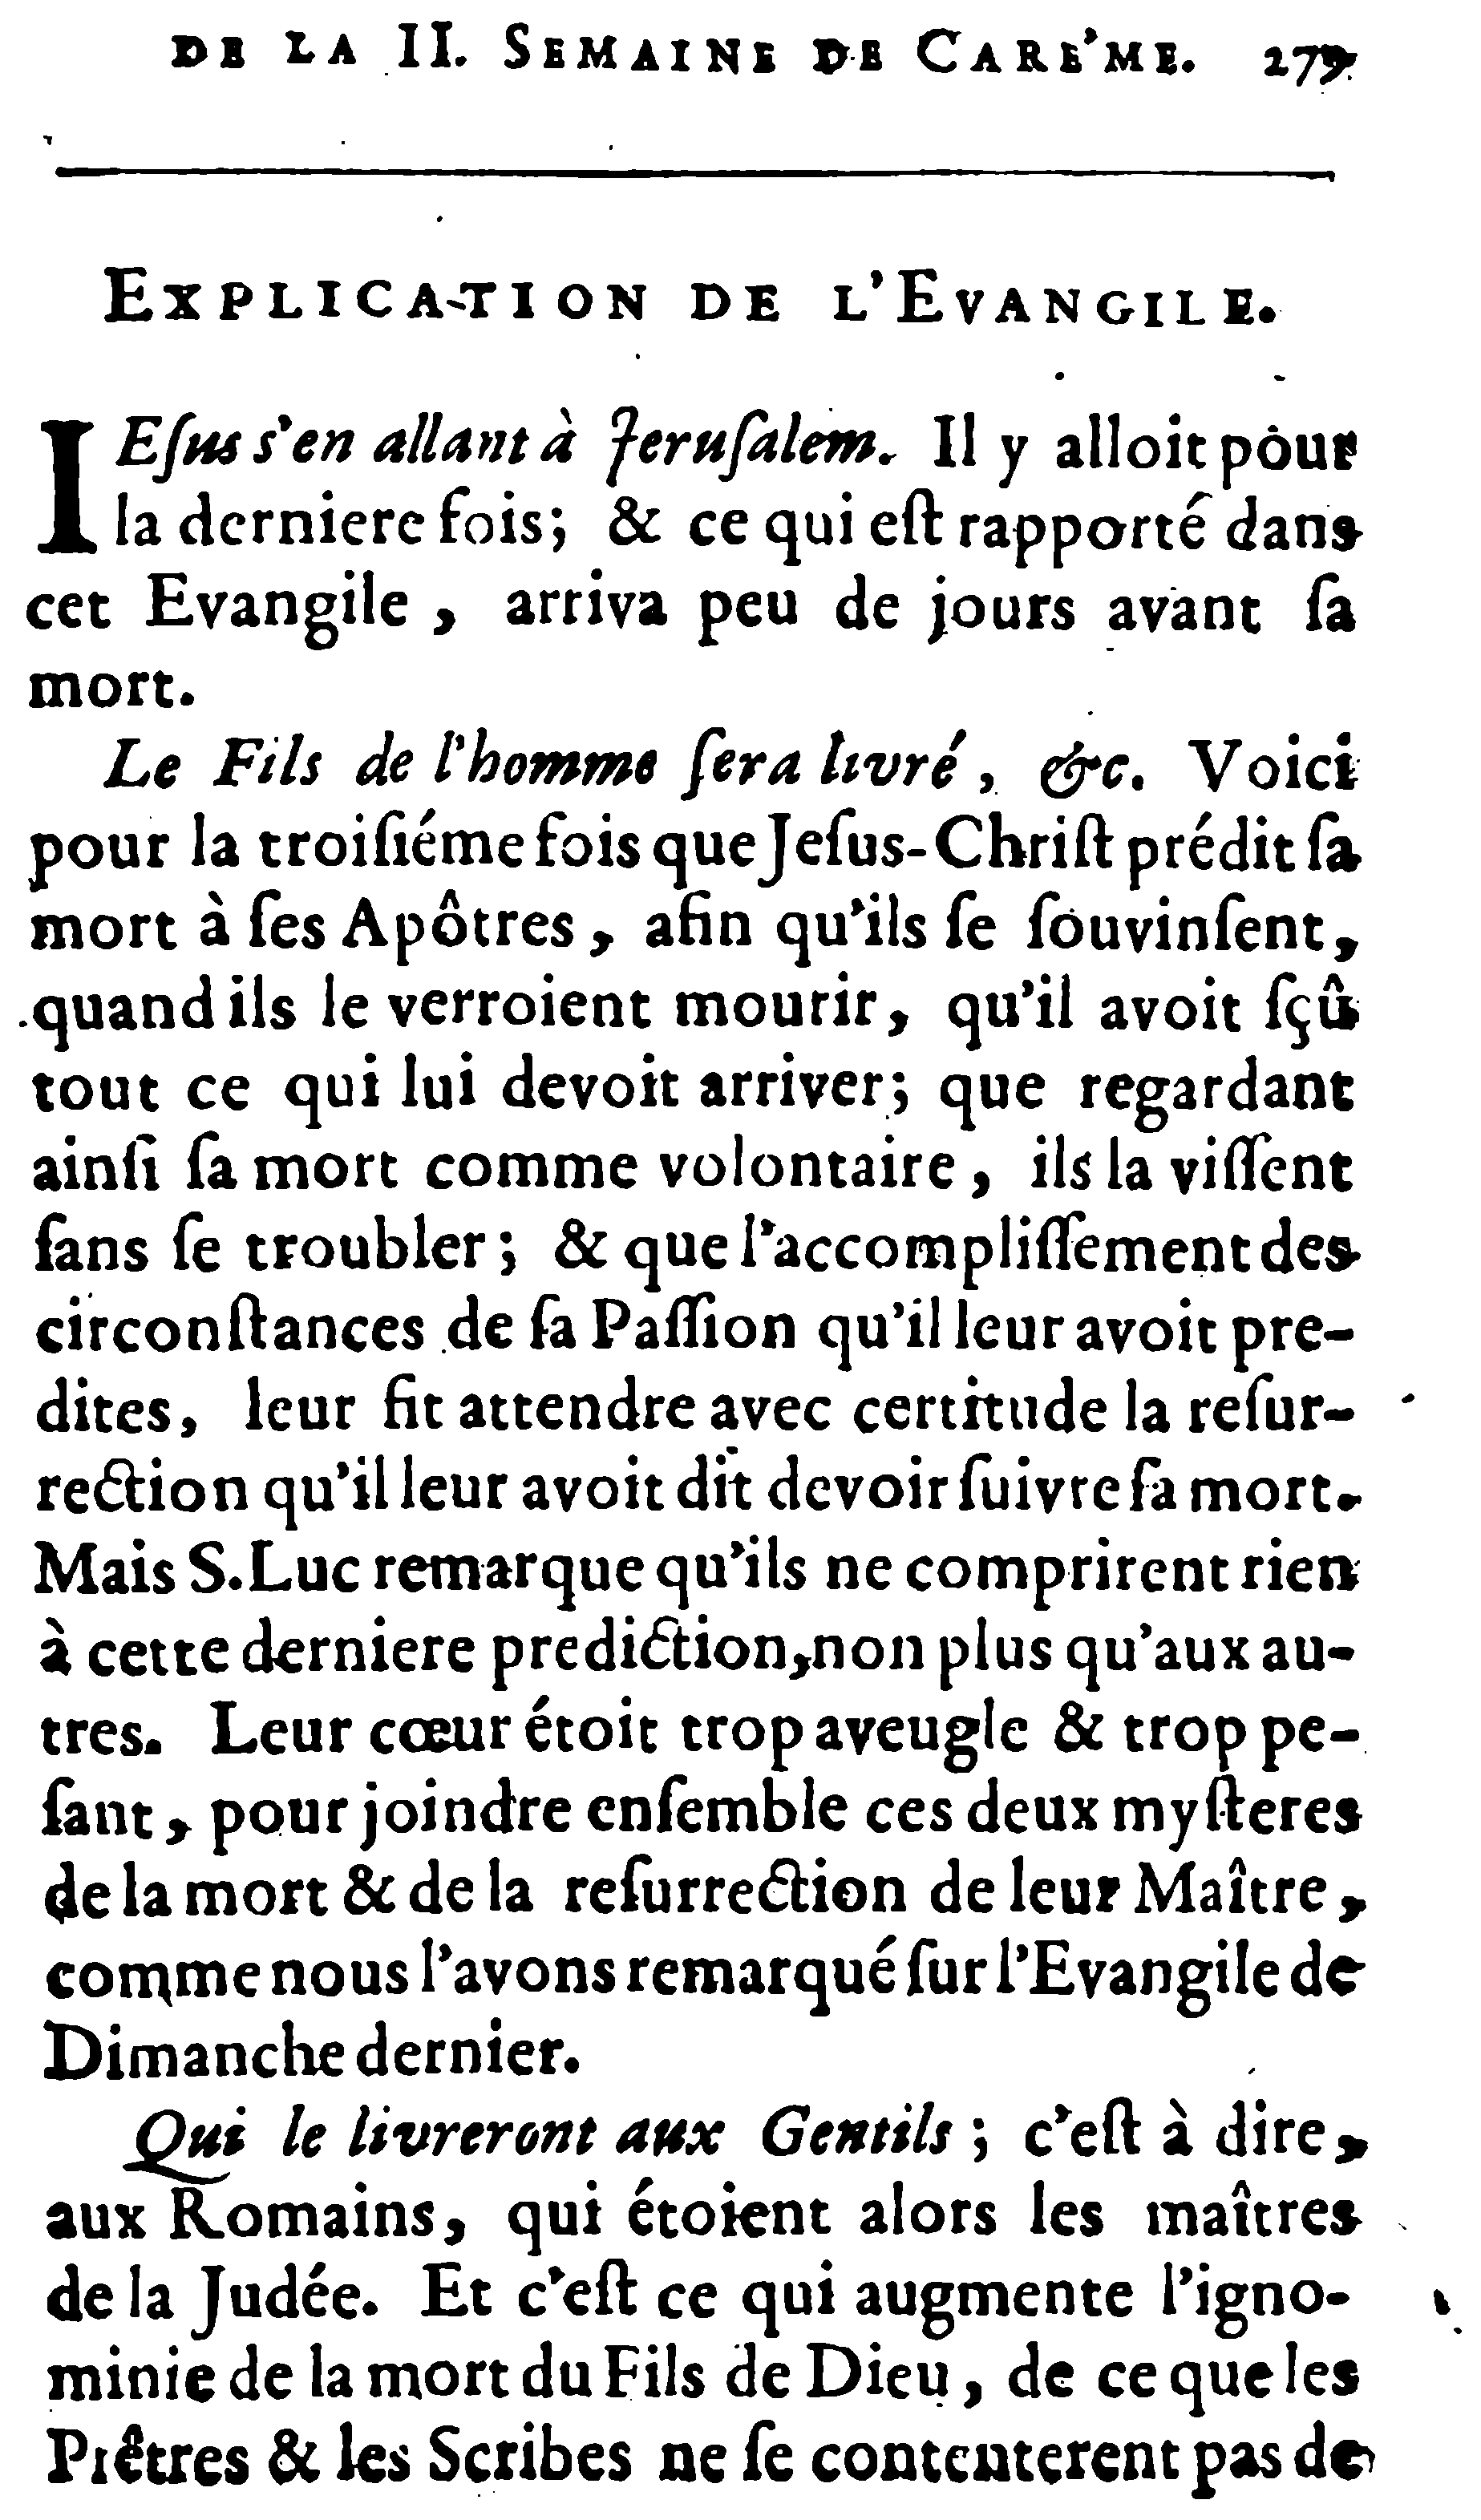 DE LA II. SEMAINE DE CARE'ME. 279
EXPLICATION DE L'EVANGILE.
IEſus s'en allant à Jeruſalem. Il y alloit pour
la derniere fois; & ce qui eſt rapporté dans
cet Evangile, arriva peu de jours avant ſa
mort.
Le Fils de l'homme ſera livré, &c. Voici
pour la troiſiéme fois que Jeſus-Chriſt prédit ſa
mort à ſes Apôtres, afin qu'ils ſe ſouvinſent,
quand ils le verroient mourir, qu'il avoit ſçû
tout ce qui lui devoit arriver; que regardant
ainſi ſa mort comme volontaire, ils la viſſent
ſans ſe troubler; & que l'accompliſſement des
circonſtances de ſa Paſſion qu'il leur avoit pre-
dites, leur fit attendre avec certitude la reſur-
rection qu'il leur avoit dit devoir ſuivre ſa mort.
Mais S. Luc remarque qu'ils ne comprirent rien
à cette derniere prediction, non plus qu'aux au-
tres. Leur cœur étoit trop aveugle & trop pe-
ſant, pour joindre enſemble ces deux myſteres
de la mort & de la reſurrection de leur Maître,
comme nous l'avons remarqué ſur l'Evangile de
Dimanche dernier.
Qui le livreront aux Gentils; c'eſt à dire,
aux Romains, qui étoient alors les maîtres
de la Judée. Et c'eſt ce qui augmente l'igno-
minie de la mort du Fils de Dieu, de ce que les
Prêtres & les Scribes ne ſe contenterent pas de